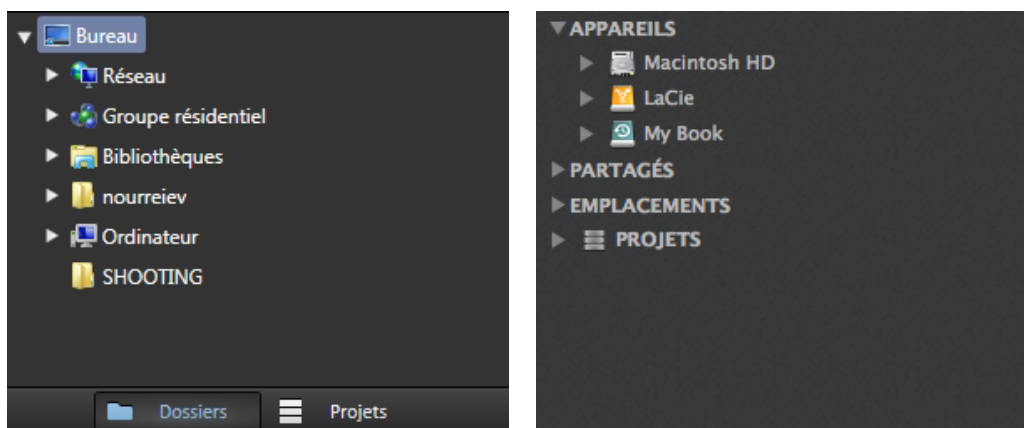 Bureau
Réseau
Groupe résidentiel
Bibliothèques
nourreiev
Ordinateur
SHOOTING
Dossiers
Projets
APPAREILS
Macintosh HD
LaCie
My Book
PARTAGÉS
EMPLACEMENTS
PROJETS